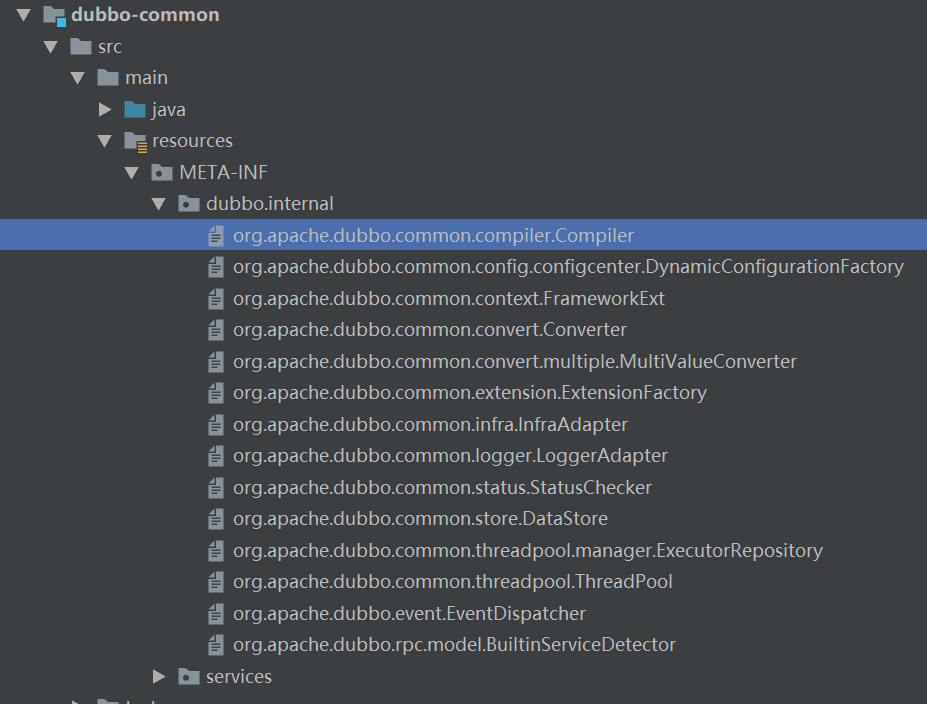 dubbo-common
src
main
java
resources
META-INF
dubbo.internal
org.apache.dubbo.common.compiler.Compiler
org.apache.dubbo.common.config.configcenter.DynamicConfigurationFactory
org.apache.dubbo.common.context.FrameworkExt
org.apache.dubbo.common.convert.Converter
org.apache.dubbo.common.convert.multiple.MultiValueConverter
org.apache.dubbo.common.extension.ExtensionFactory
org.apache.dubbo.common.infra.InfraAdapter
org.apache.dubbo.common.logger.LoggerAdapter
org.apache.dubbo.common.status.StatusChecker
org.apache.dubbo.common.store.DataStore
org.apache.dubbo.common.threadpool.manager.ExecutorRepository
org.apache.dubbo.common.threadpool.ThreadPool
org.apache.dubbo.event.EventDispatcher
org.apache.dubbo.rpc.model.BuiltinServiceDetector
services